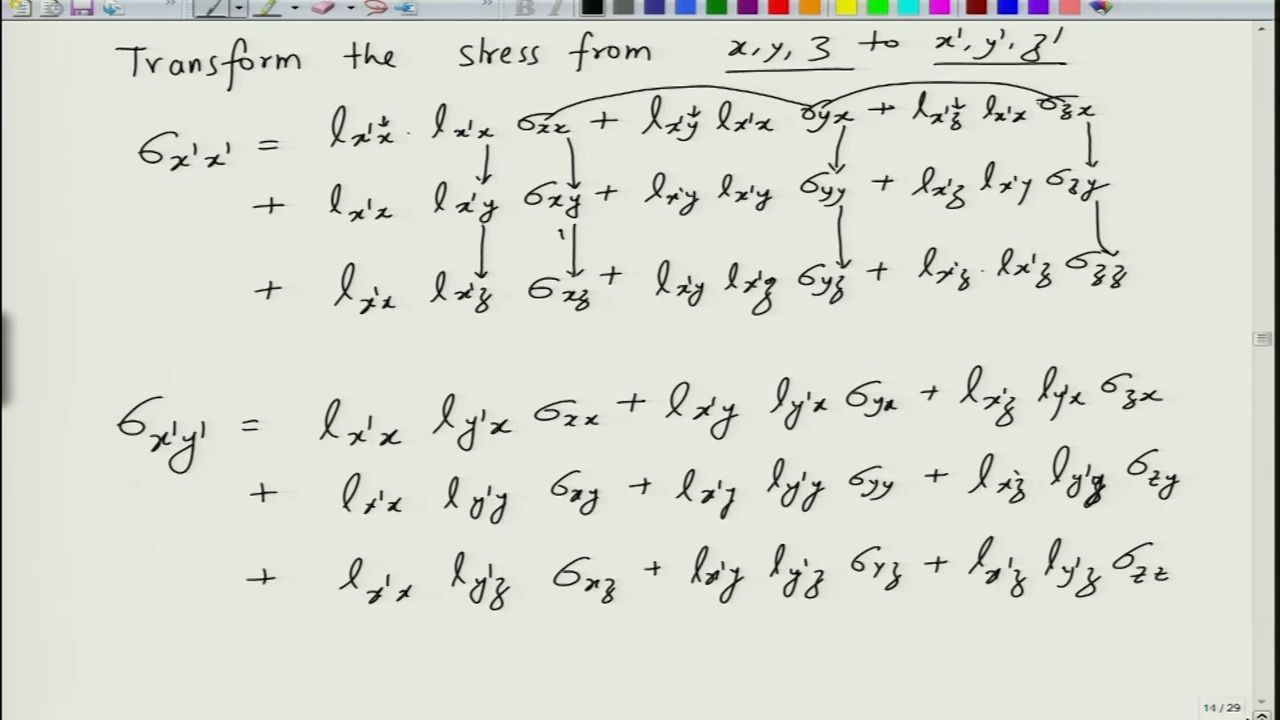 Transform the stress from x, y, z to x', y', z'
σx'x' = lx'x · lx'x σxx + lx'y lx'x σyx + lx'z lx'x σzx
+ lx'x lx'y σxy + lx'y lx'y σyy + lx'z lx'y σzy
+ lx'x lx'z σxz + lx'y lx'z σyz + lx'z · lx'z σzz
σx'y' = lx'x ly'x σxx + lx'y ly'x σyx + lx'z ly'x σzx
+ lx'x ly'y σxy + lx'y ly'y σyy + lx'z ly'y σzy
+ lx'x ly'z σxz + lx'y ly'z σyz + lx'z ly'z σzz
14 / 29